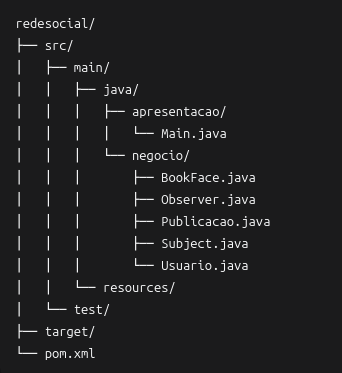 redesocial/
├── src/
│   ├── main/
│   │   ├── java/
│   │   │   ├── apresentacao/
│   │   │   │   └── Main.java
│   │   │   └── negocio/
│   │   │       ├── BookFace.java
│   │   │       ├── Observer.java
│   │   │       ├── Publicacao.java
│   │   │       ├── Subject.java
│   │   │       └── Usuario.java
│   │   └── resources/
│   └── test/
├── target/
└── pom.xml